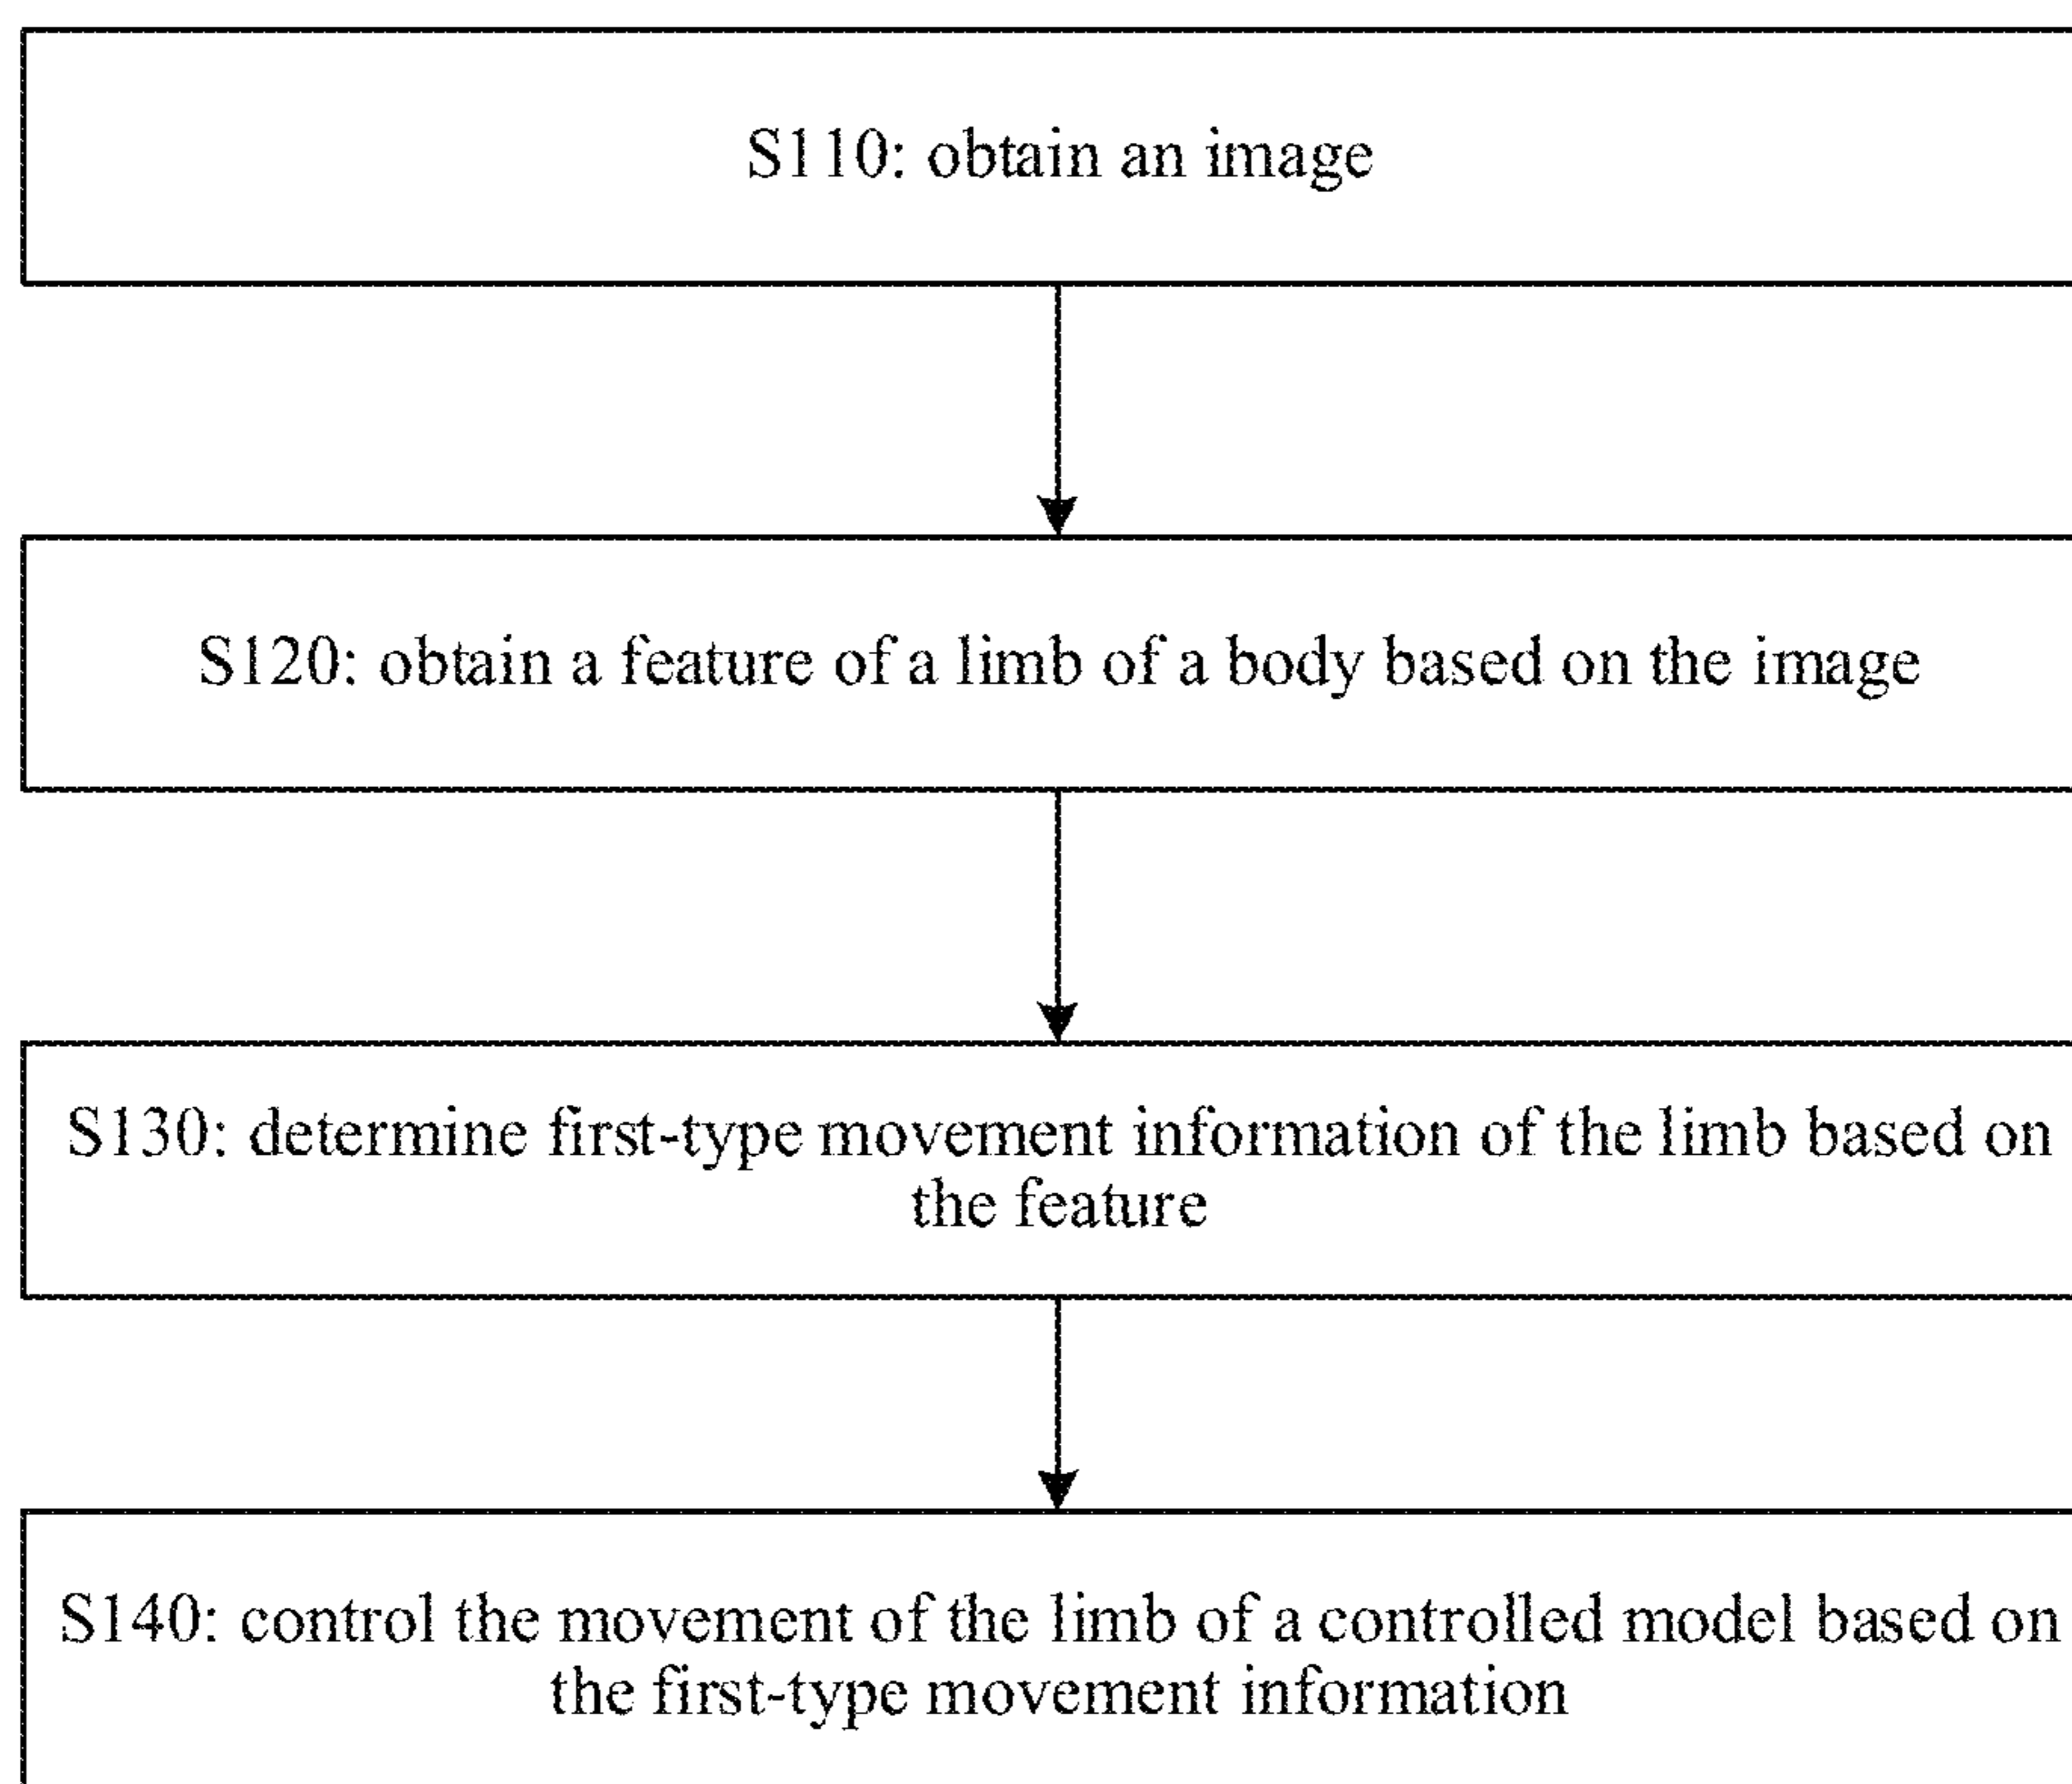 S110: obtain an image
S120: obtain a feature of a limb of a body based on the image
S130: determine first-type movement information of the limb based on
the feature
S140: control the movement of the limb of a controlled model based on
the first-type movement information